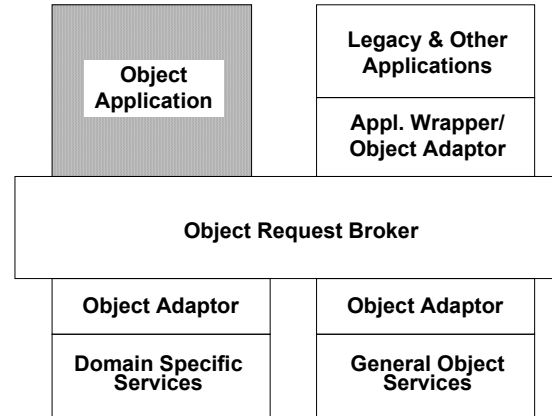 Object
Application
Legacy & Other
Applications
Appl. Wrapper/
Object Adaptor
Object Request Broker
Object Adaptor
Object Adaptor
Domain Specific
Services
General Object
Services